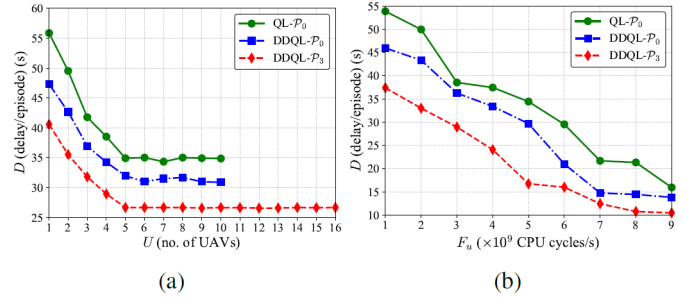 60
55
50
45
40
35
30
25
D (delay/episode) (s)
QL-𝒫₀
DDQL-𝒫₀
DDQL-𝒫₃
1 2 3 4 5 6 7 8 9 10 11 12 13 14 15 16
U (no. of UAVs)
(a)
55
50
45
40
35
30
25
20
15
10
D (delay/episode) (s)
QL-𝒫₀
DDQL-𝒫₀
DDQL-𝒫₃
1 2 3 4 5 6 7 8 9
Fᵤ (×10⁹ CPU cycles/s)
(b)